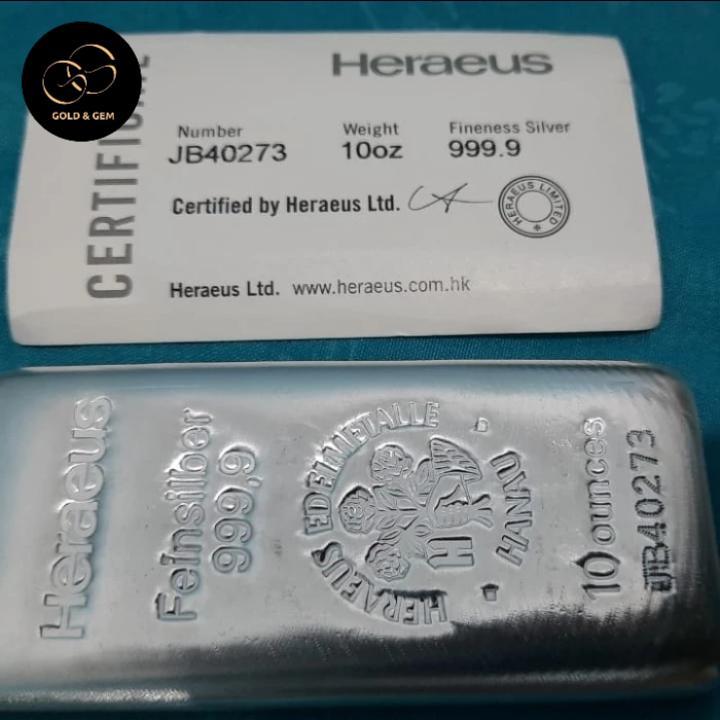 GOLD & GEM
CERTIFICATE
Heraeus
Number Weight Fineness Silver
JB40273 10oz 999.9
Certified by Heraeus Ltd.
HERAEUS LIMITED
Heraeus Ltd. www.heraeus.com.hk
Heraeus
Feinsilber
999,9
HERAEUS EDELMETALLE HANAU
H
10 ounces
JB40273